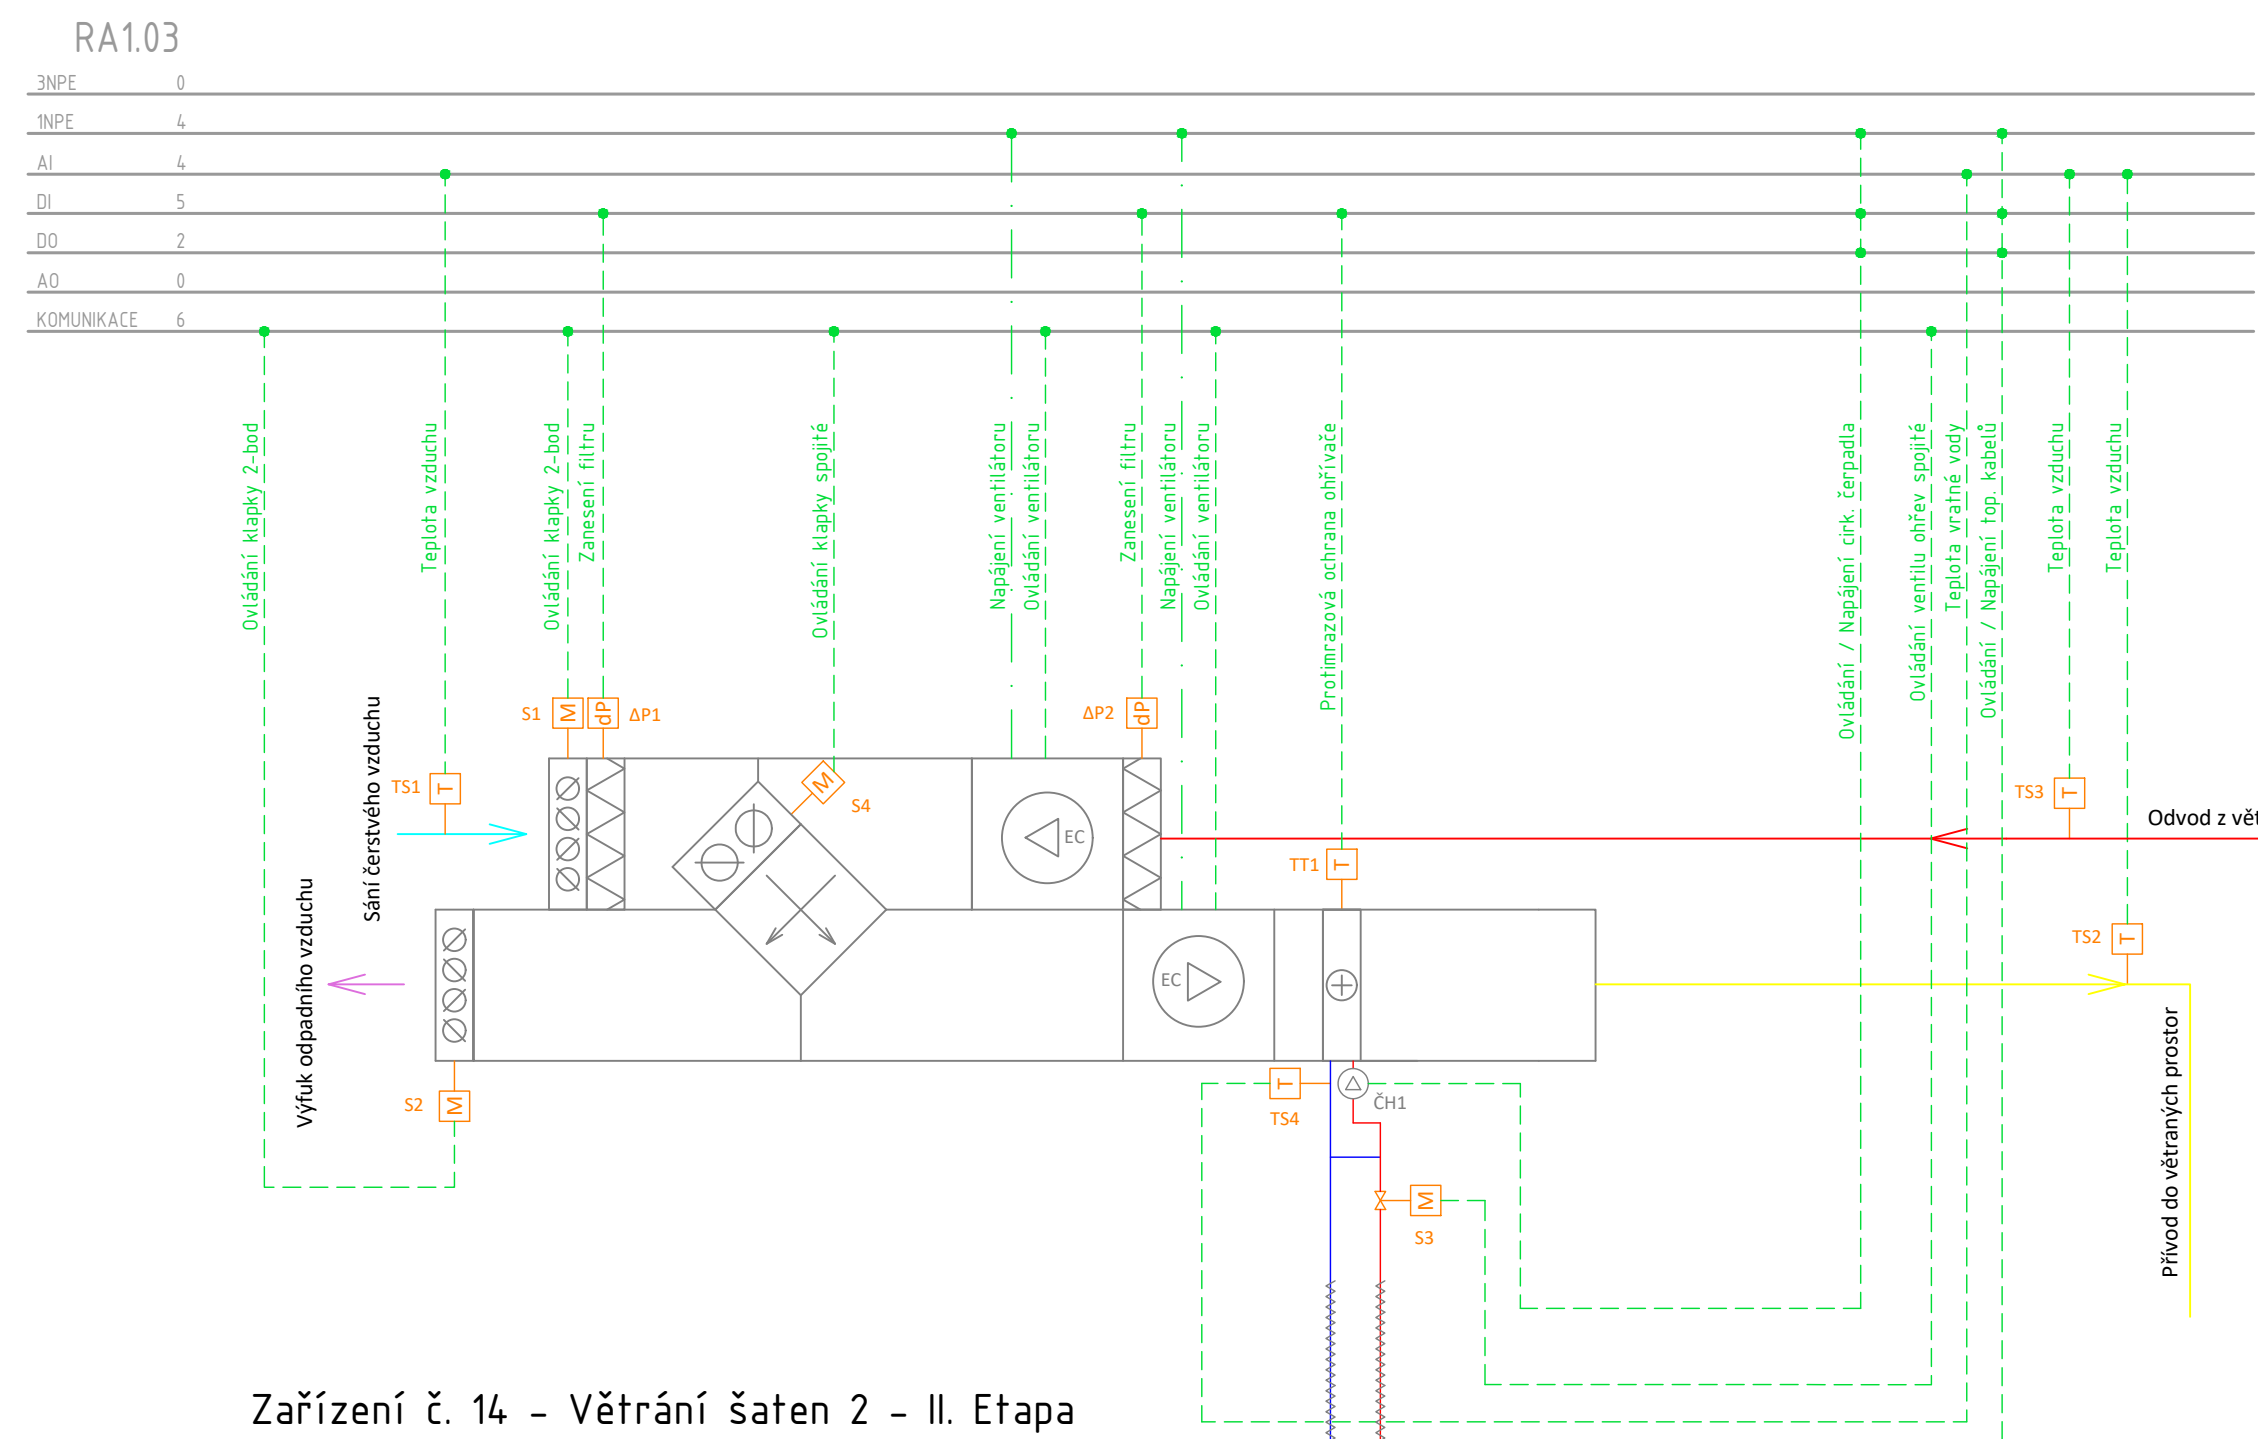 RA1.03
3NPE 0
1NPE 4
AI 4
DI 5
DO 2
AO 0
KOMUNIKACE 6
Ovládání klapky 2-bod
Teplota vzduchu
Ovládání klapky 2-bod
Zanesení filtru
Ovládání klapky spojité
Napájení ventilátoru
Ovládání ventilátoru
Zanesení filtru
Napájení ventilátoru
Ovládání ventilátoru
Protimrazová ochrana ohřívače
Ovládání / Napájení cirk. čerpadla
Ovládání ventilu ohřev spojité
Teplota vratné vody
Ovládání / Napájení top. kabelů
Teplota vzduchu
Teplota vzduchu
S1 M dP ΔP1
ΔP2 dP
Sání čerstvého vzduchu
TS1 T
M S4
TS3 T
Odvod z vět
EC
TT1 T
Výfuk odpadního vzduchu
TS2 T
EC
S2 M
T TS4
ČH1
M S3
Přívod do větraných prostor
Zařízení č. 14 - Větrání šaten 2 - II. Etapa